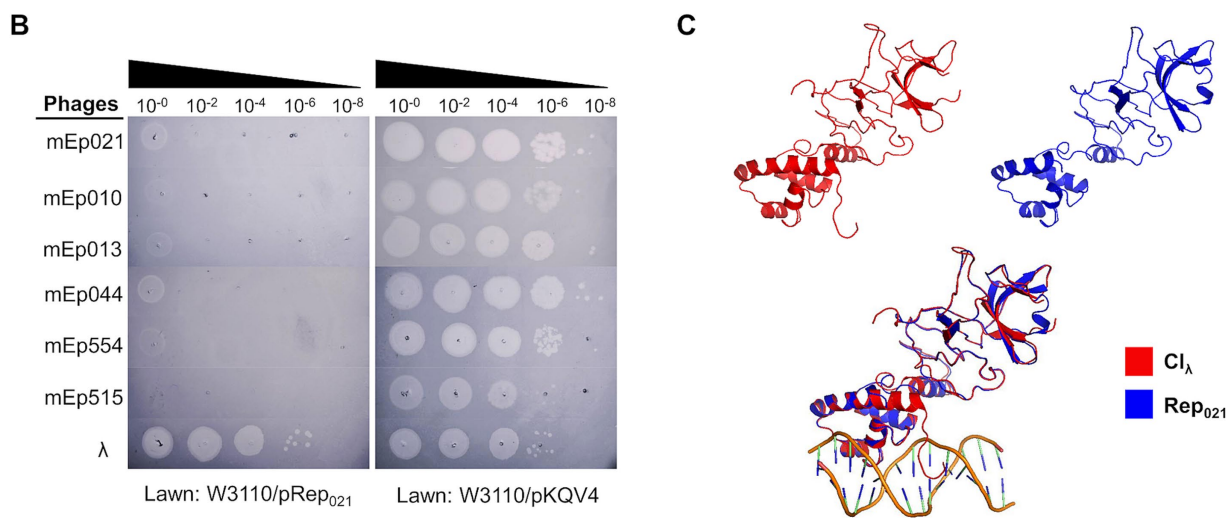 B
C
10-0 10-2 10-4 10-6 10-8
10-0 10-2 10-4 10-6 10-8
Phages
mEp021
mEp010
mEp013
mEp044
mEp554
mEp515
λ
Lawn: W3110/pRep021
Lawn: W3110/pKQV4
CIλ
Rep021